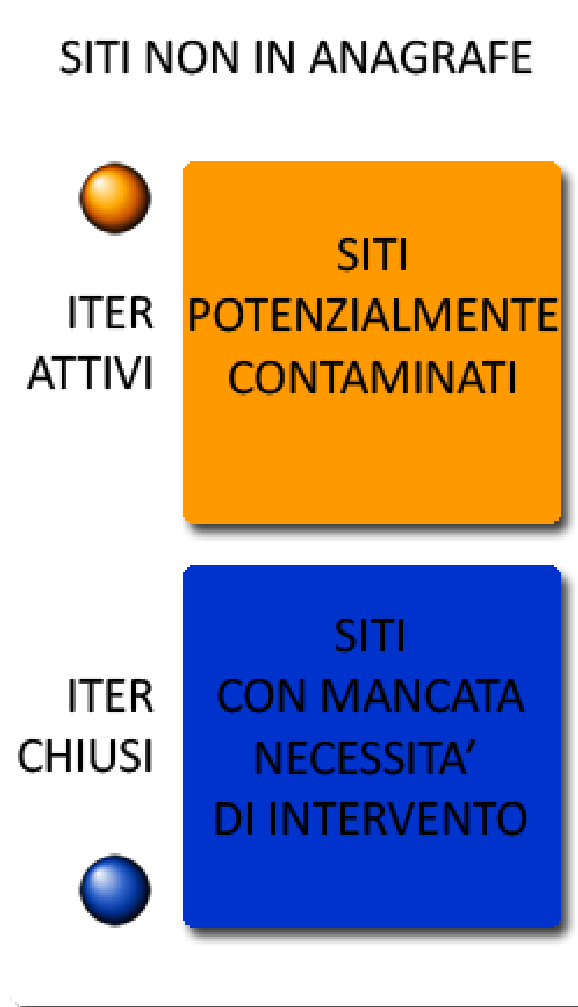 SITI NON IN ANAGRAFE
ITER
ATTIVI
SITI
POTENZIALMENTE
CONTAMINATI
ITER
CHIUSI
SITI
CON MANCATA
NECESSITA’
DI INTERVENTO